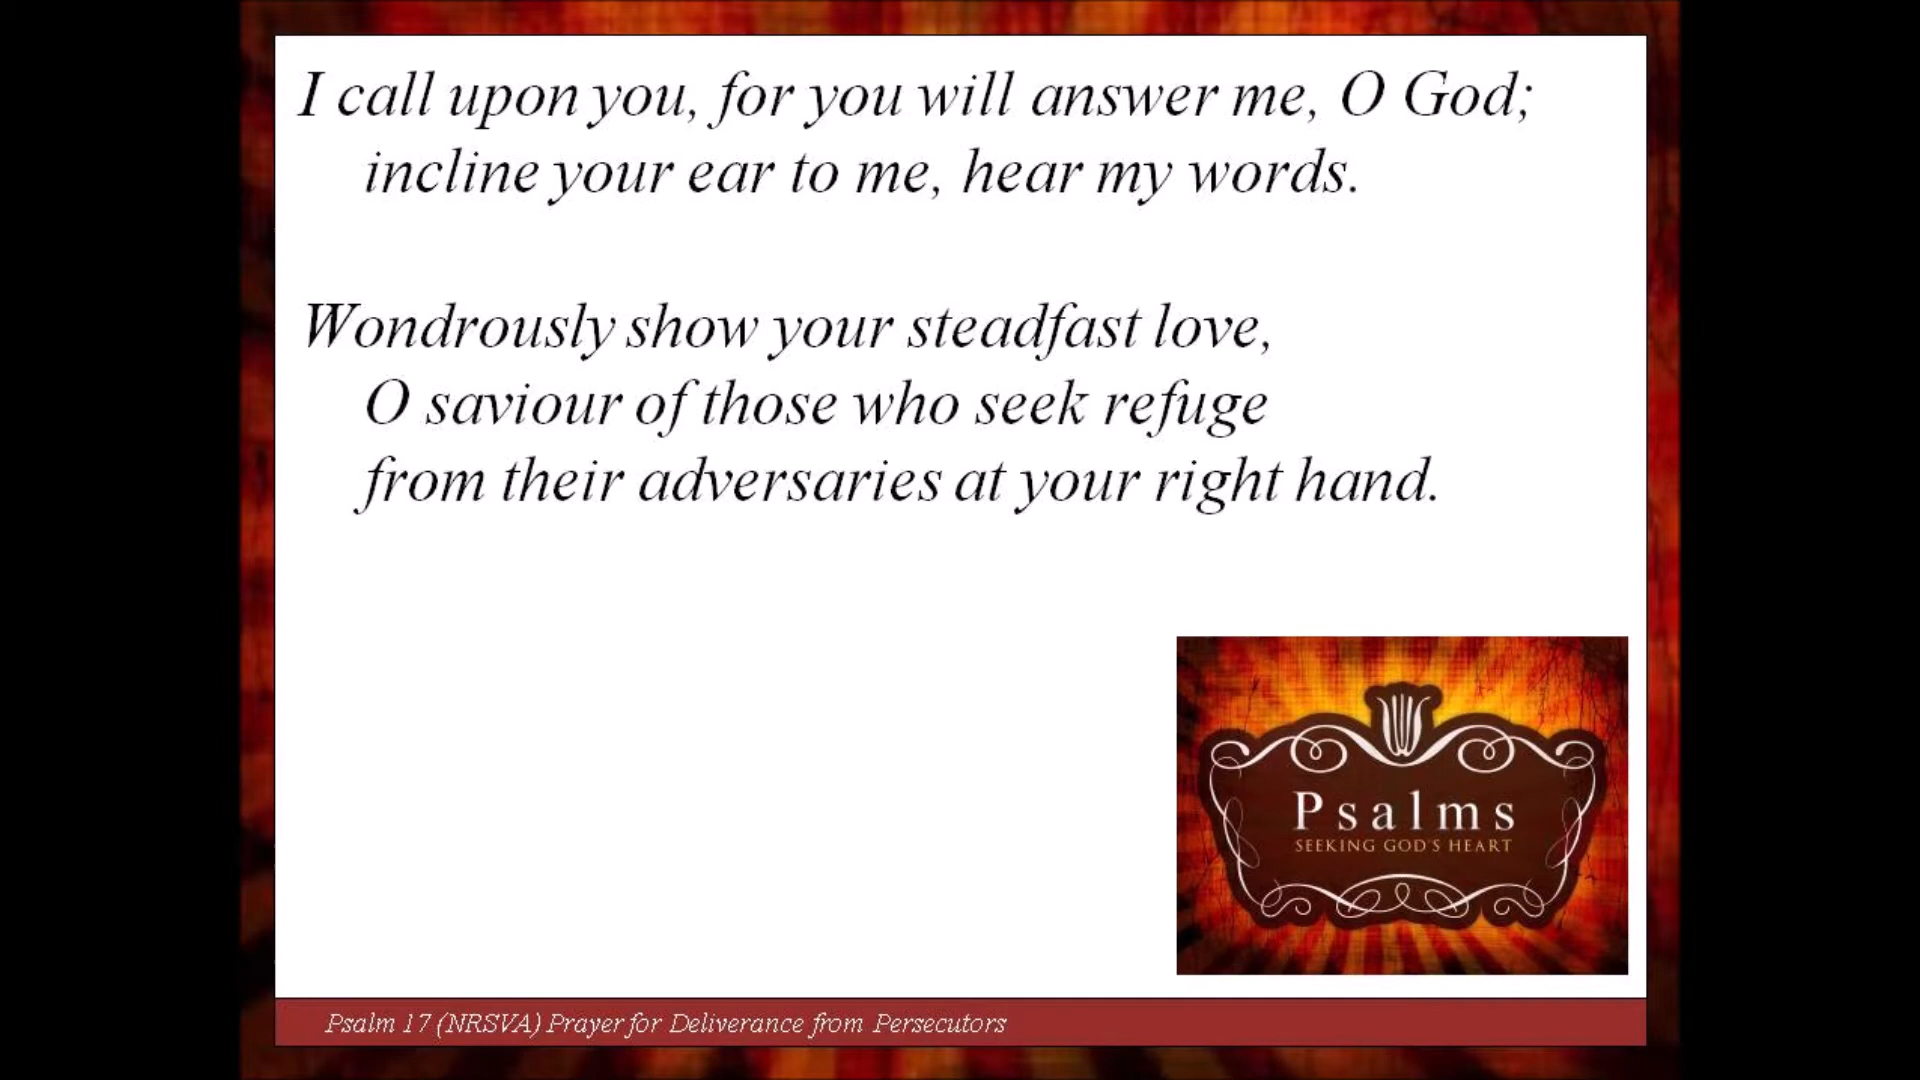 I call upon you, for you will answer me, O God;
incline your ear to me, hear my words.
Wondrously show your steadfast love,
O saviour of those who seek refuge
from their adversaries at your right hand.
Psalms
SEEKING GOD'S HEART
Psalm 17 (NRSVA) Prayer for Deliverance from Persecutors